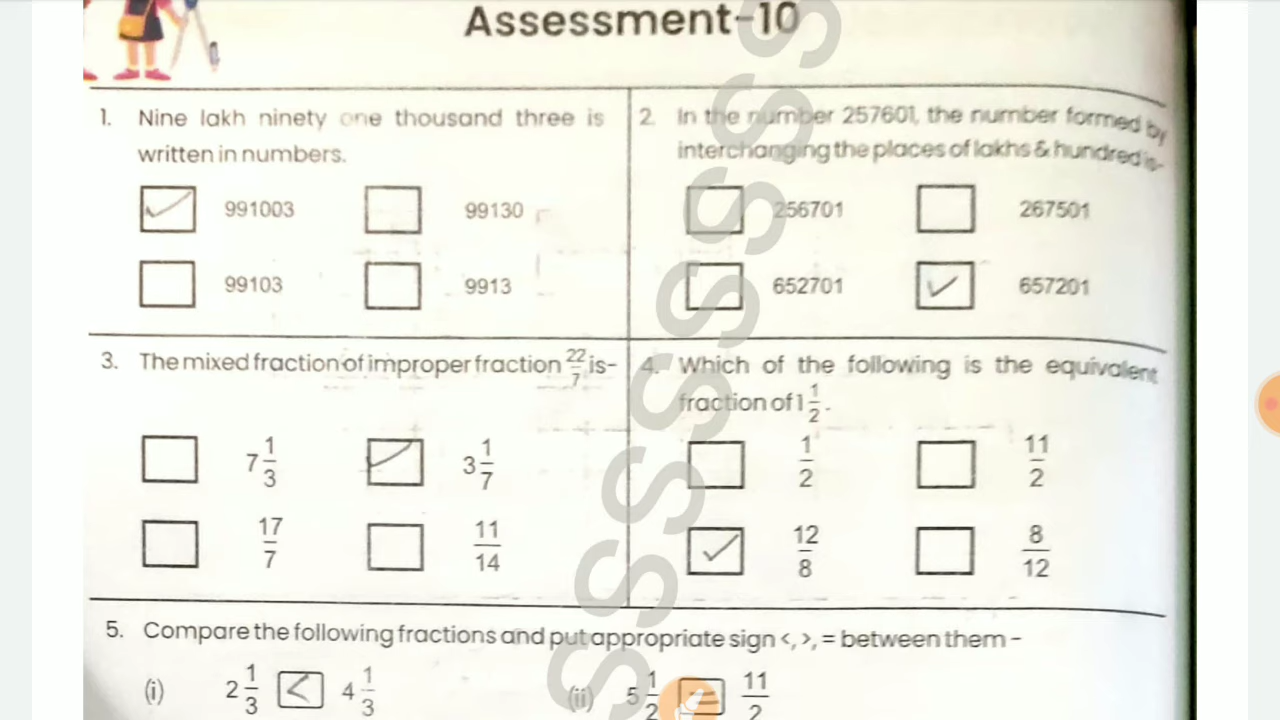 Assessment-10
1. Nine lakh ninety one thousand three is
written in numbers.
991003
99130
99103
9913
2. In the number 257601, the number formed by
interchanging the places of lakhs & hundred is-
256701
267501
652701
657201
3. The mixed fraction of improper fraction 22/7 is-
7 1/3
3 1/7
17/7
11/14
4. Which of the following is the equivalent
fraction of 1 1/2.
1/2
11/2
12/8
8/12
5. Compare the following fractions and put appropriate sign <, >, = between them -
(i) 2 1/3 < 4 1/3 (ii) 5 1/2 = 11/2
SSSSSSS